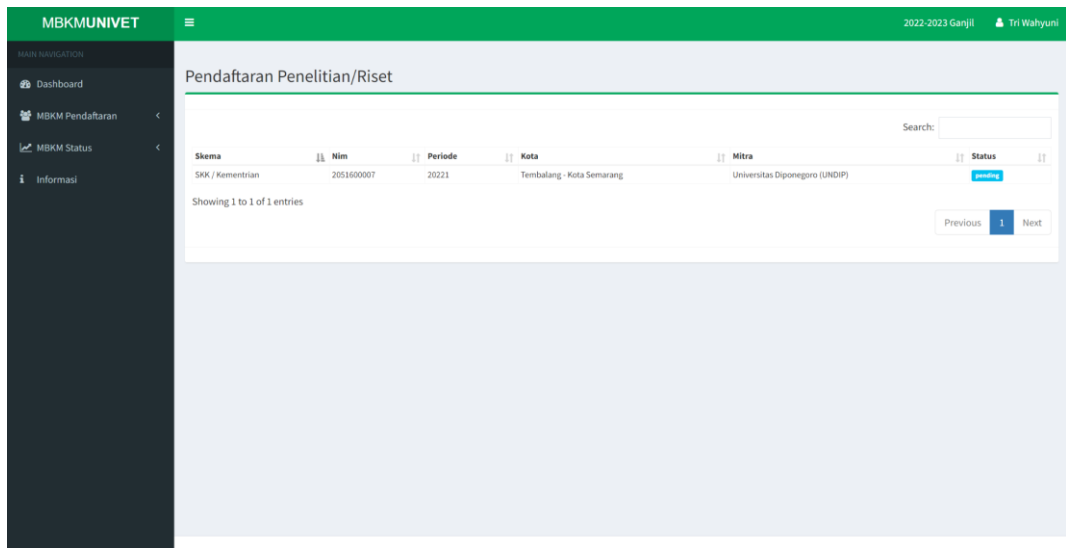 MBKMUNIVET
2022-2023 Ganjil Tri Wahyuni
MAIN NAVIGATION
Dashboard
MBKM Pendaftaran
MBKM Status
Informasi
Pendaftaran Penelitian/Riset
Search:
Skema Nim Periode Kota Mitra Status
SKK / Kementrian 2051600007 20221 Tembalang - Kota Semarang Universitas Diponegoro (UNDIP) pending
Showing 1 to 1 of 1 entries
Previous 1 Next